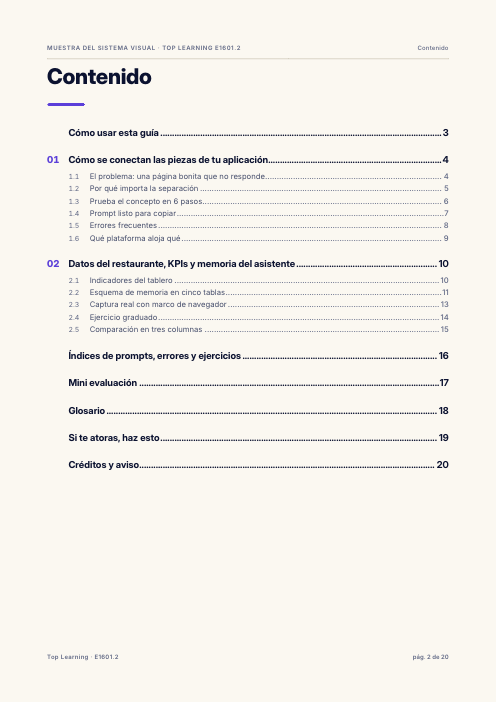 MUESTRA DEL SISTEMA VISUAL · TOP LEARNING E1601.2 Contenido
Contenido
Cómo usar esta guía 3
01 Cómo se conectan las piezas de tu aplicación 4
1.1 El problema: una página bonita que no responde 4
1.2 Por qué importa la separación 5
1.3 Prueba el concepto en 6 pasos 6
1.4 Prompt listo para copiar 7
1.5 Errores frecuentes 8
1.6 Qué plataforma aloja qué 9
02 Datos del restaurante, KPIs y memoria del asistente 10
2.1 Indicadores del tablero 10
2.2 Esquema de memoria en cinco tablas 11
2.3 Captura real con marco de navegador 13
2.4 Ejercicio graduado 14
2.5 Comparación en tres columnas 15
Índices de prompts, errores y ejercicios 16
Mini evaluación 17
Glosario 18
Si te atoras, haz esto 19
Créditos y aviso 20
Top Learning · E1601.2 pág. 2 de 20